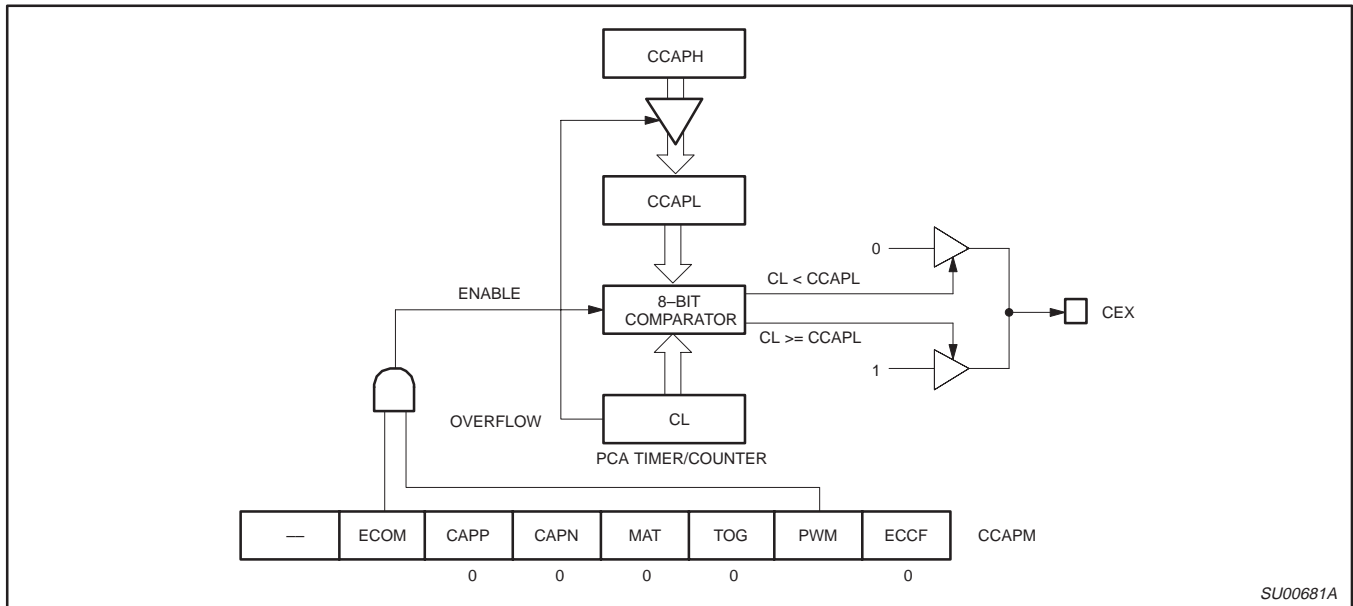 CCAPH
CCAPL
0
CL < CCAPL
ENABLE
8–BIT
COMPARATOR
CEX
CL >= CCAPL
1
OVERFLOW
CL
PCA TIMER/COUNTER
–– ECOM CAPP CAPN MAT TOG PWM ECCF CCAPM
0 0 0 0 0
SU00681A